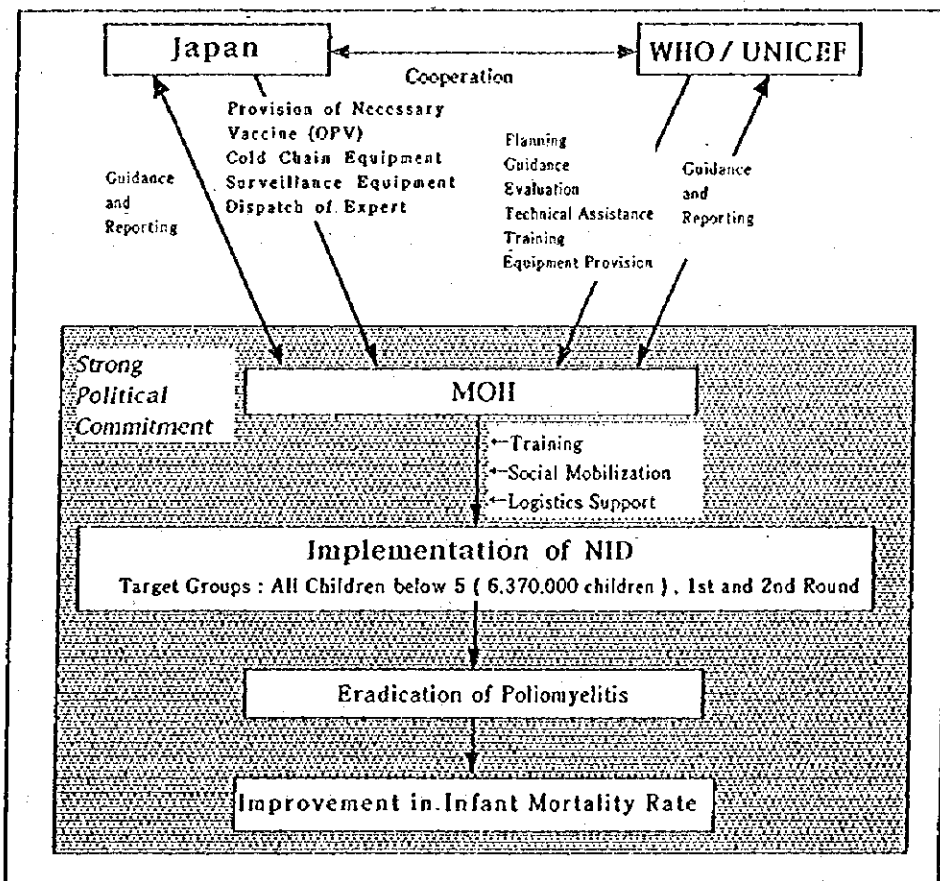 Japan
WHO / UNICEF
Cooperation
Provision of Necessary
Vaccine (OPV)
Cold Chain Equipment
Surveillance Equipment
Dispatch of Expert
Guidance
and
Reporting
Planning
Guidance
Evaluation
Technical Assistance
Training
Equipment Provision
Guidance
and
Reporting
Strong
Political
Commitment
MOH
←Training
←Social Mobilization
←Logistics Support
Implementation of NID
Target Groups : All Children below 5 ( 6.370.000 children ) , 1st and 2nd Round
Eradication of Poliomyelitis
Improvement in Infant Mortality Rate